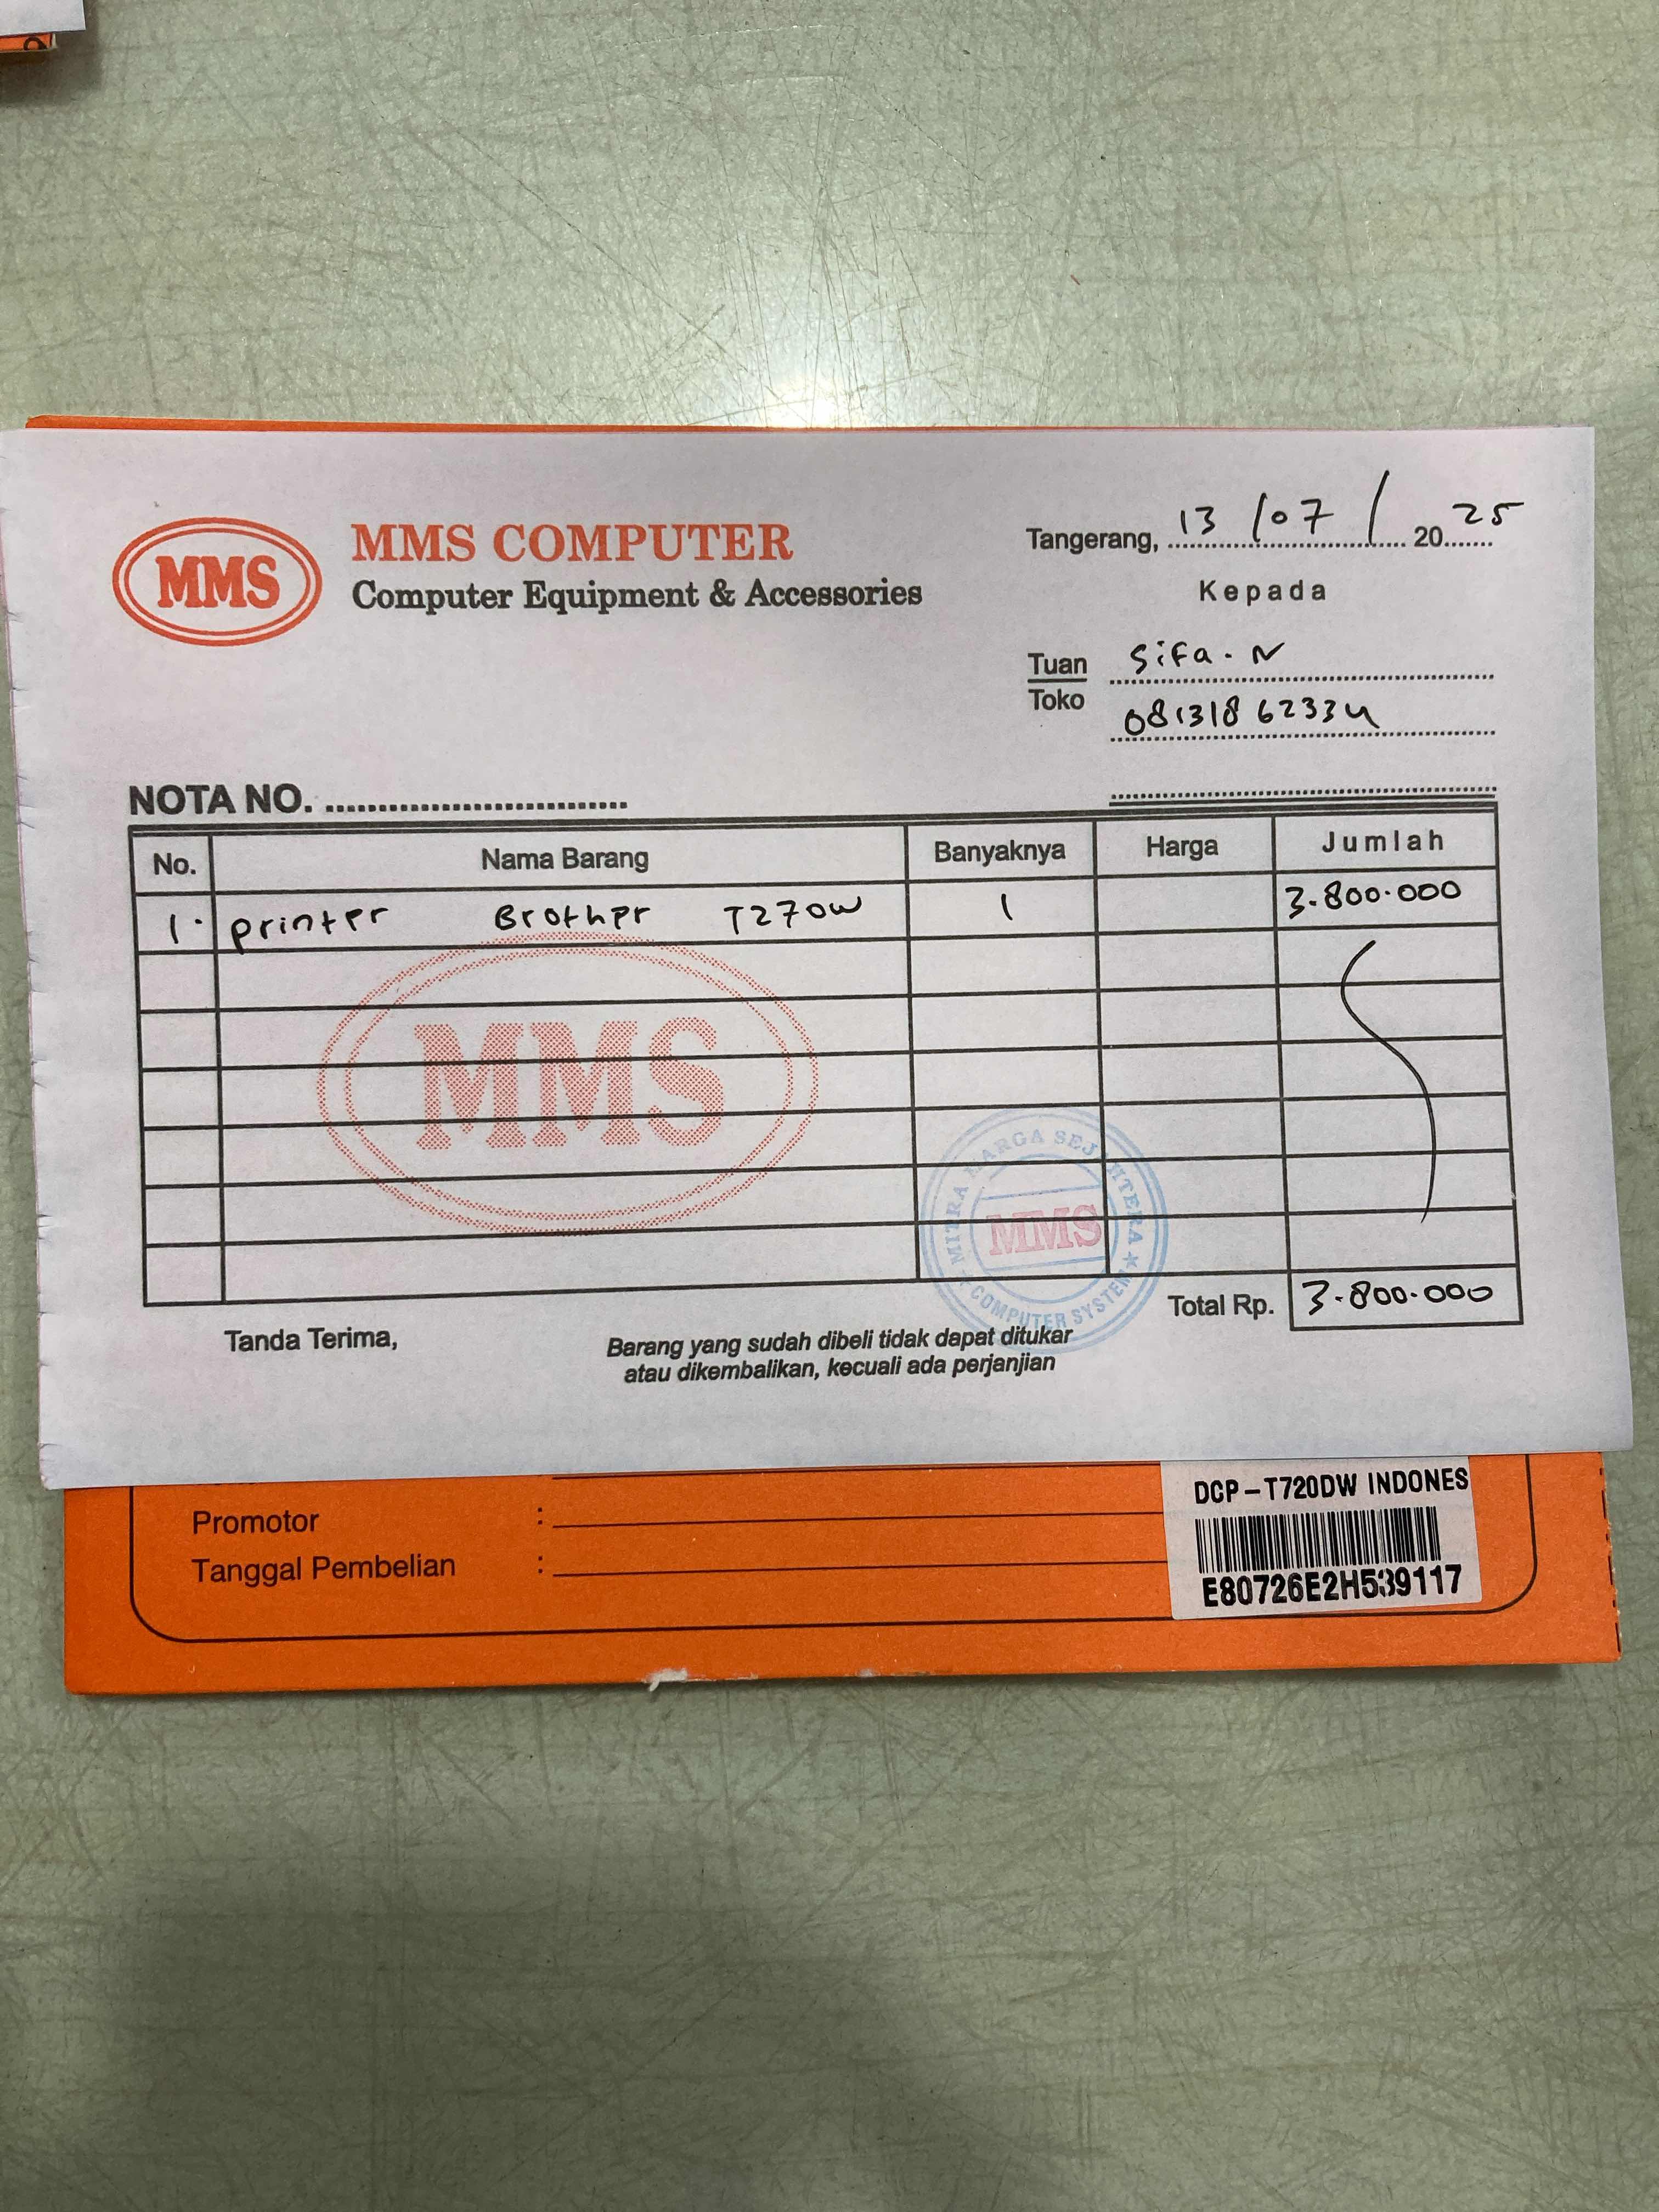 MMS
MMS COMPUTER
Computer Equipment & Accessories
Tangerang, 13 / 07 / 20 25
Kepada
Tuan Sifa. N
Toko 081318 62334
NOTA NO.
No. Nama Barang Banyaknya Harga Jumlah
1. printer Brother T270W 1 3.800.000
MMS
MITRA WARGA SEJAHTERA
MMS
COMPUTER SYSTEM
Total Rp. 3.800.000
Tanda Terima,
Barang yang sudah dibeli tidak dapat ditukar
atau dikembalikan, kecuali ada perjanjian
DCP-T720DW INDONES
Promotor :
Tanggal Pembelian :
E80726E2H539117